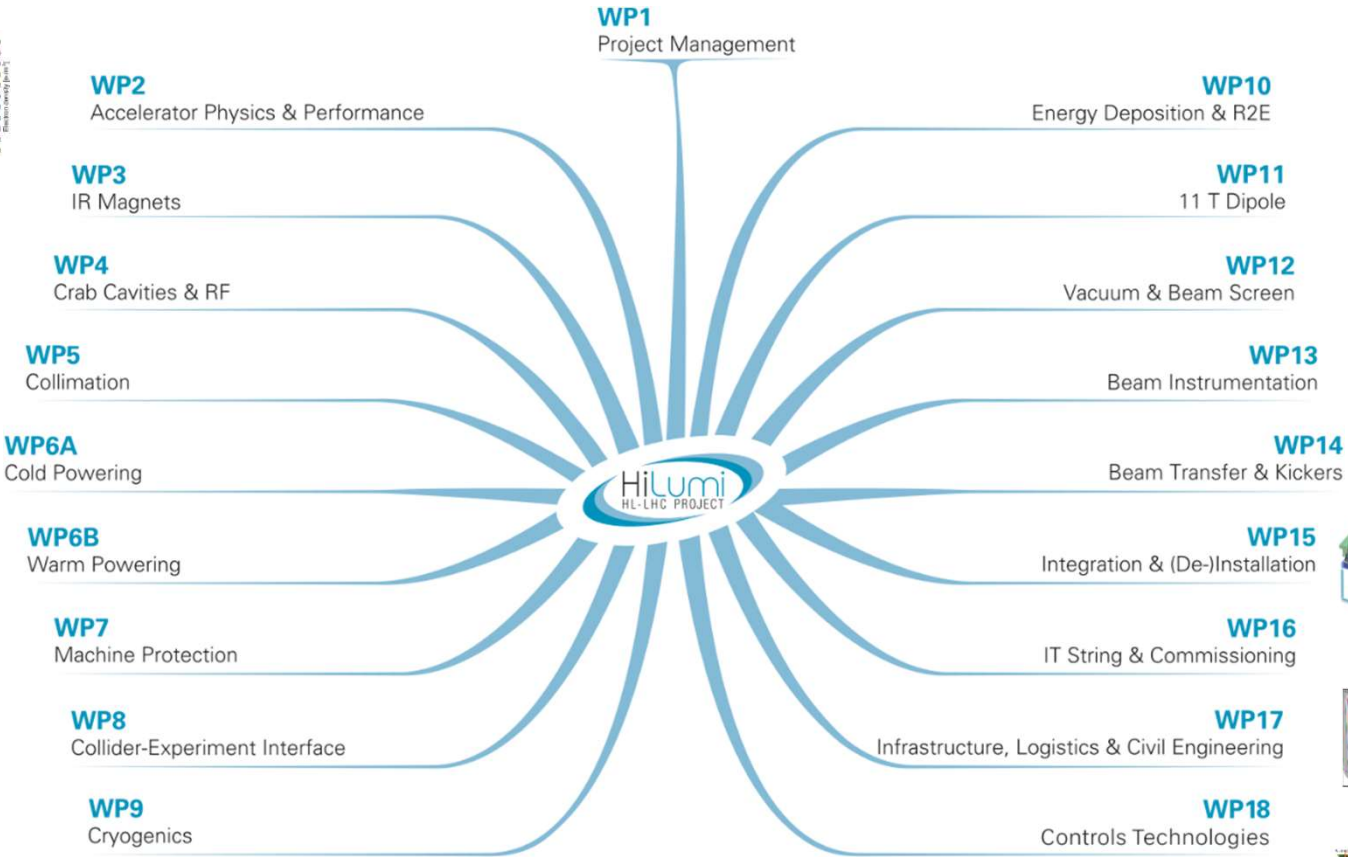 WP1
Project Management
WP2
Accelerator Physics & Performance
WP3
IR Magnets
WP4
Crab Cavities & RF
WP5
Collimation
WP6A
Cold Powering
WP6B
Warm Powering
WP7
Machine Protection
WP8
Collider-Experiment Interface
WP9
Cryogenics
HiLumi
HL-LHC PROJECT
WP10
Energy Deposition & R2E
WP11
11 T Dipole
WP12
Vacuum & Beam Screen
WP13
Beam Instrumentation
WP14
Beam Transfer & Kickers
WP15
Integration & (De-)Installation
WP16
IT String & Commissioning
WP17
Infrastructure, Logistics & Civil Engineering
WP18
Controls Technologies